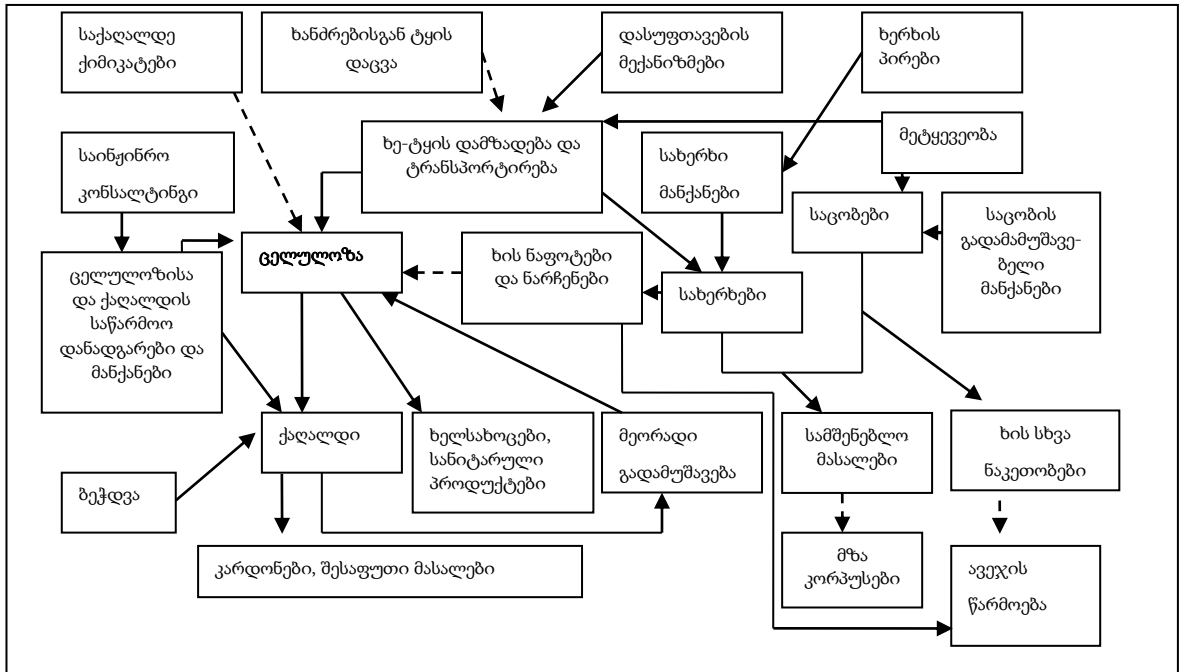 საქაღალდე
ქიმიკატები
ხანძრებისგან ტყის
დაცვა
დასუფთავების
მექანიზმები
ხერხის
პირები
საინჟინრო
კონსალტინგი
ხე-ტყის დამზადება და
ტრანსპორტირება
სახერხი
მანქანები
მეტყევეობა
საცობები
საცობის
გადამამუშავე-
ბელი
მანქანები
ცელულოზა
ხის ნაფოტები
და ნარჩენები
სახერხები
ცელულოზისა
და ქაღალდის
საწარმოო
დანადგარები და
მანქანები
ქაღალდი
ხელსახოცები,
სანიტარული
პროდუქტები
მეორადი
გადამუშავება
სამშენებლო
მასალები
ხის სხვა
ნაკეთობები
ბეჭდვა
კარდონები, შესაფუთი მასალები
მზა
კორპუსები
ავეჯის
წარმოება